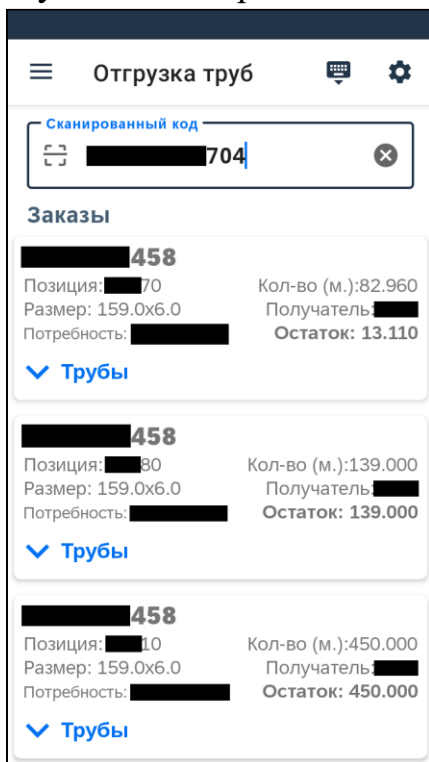 Отгрузка труб
Сканированный код
704
Заказы
458
Позиция: 70 Кол-во (м.):82.960
Размер: 159.0x6.0 Получатель:
Потребность: Остаток: 13.110
Трубы
458
Позиция: 80 Кол-во (м.):139.000
Размер: 159.0x6.0 Получатель:
Потребность: Остаток: 139.000
Трубы
458
Позиция: 10 Кол-во (м.):450.000
Размер: 159.0x6.0 Получатель:
Потребность: Остаток: 450.000
Трубы